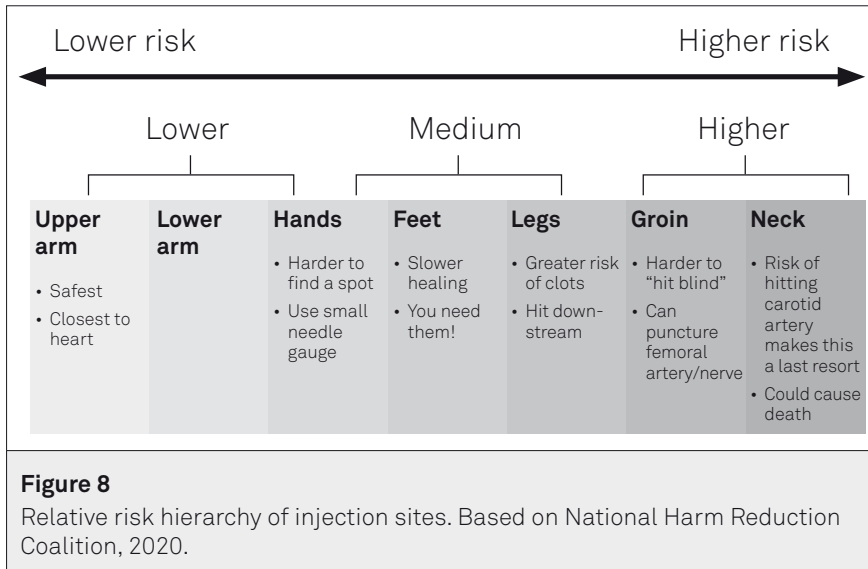 Lower risk
Higher risk
Lower
Medium
Higher
Upper
arm
• Safest
• Closest to
heart
Lower
arm
Hands
• Harder to
find a spot
• Use small
needle
gauge
Feet
• Slower
healing
• You need
them!
Legs
• Greater risk
of clots
• Hit down-
stream
Groin
• Harder to
“hit blind”
• Can
puncture
femoral
artery/nerve
Neck
• Risk of
hitting
carotid
artery
makes this
a last resort
• Could cause
death
Figure 8
Relative risk hierarchy of injection sites. Based on National Harm Reduction
Coalition, 2020.